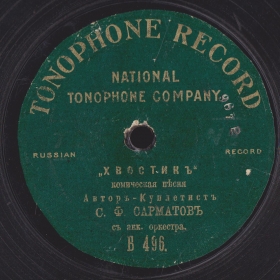 TONOPHONE RECORD
NATIONAL
TONOPHONE COMPANY
RUSSIAN RECORD
„ХВОСТИКЪ“
комическая пѣсня
Авторъ-Куплетистъ
С. Ф. САРМАТОВЪ
съ акк. оркестра.
В 496.